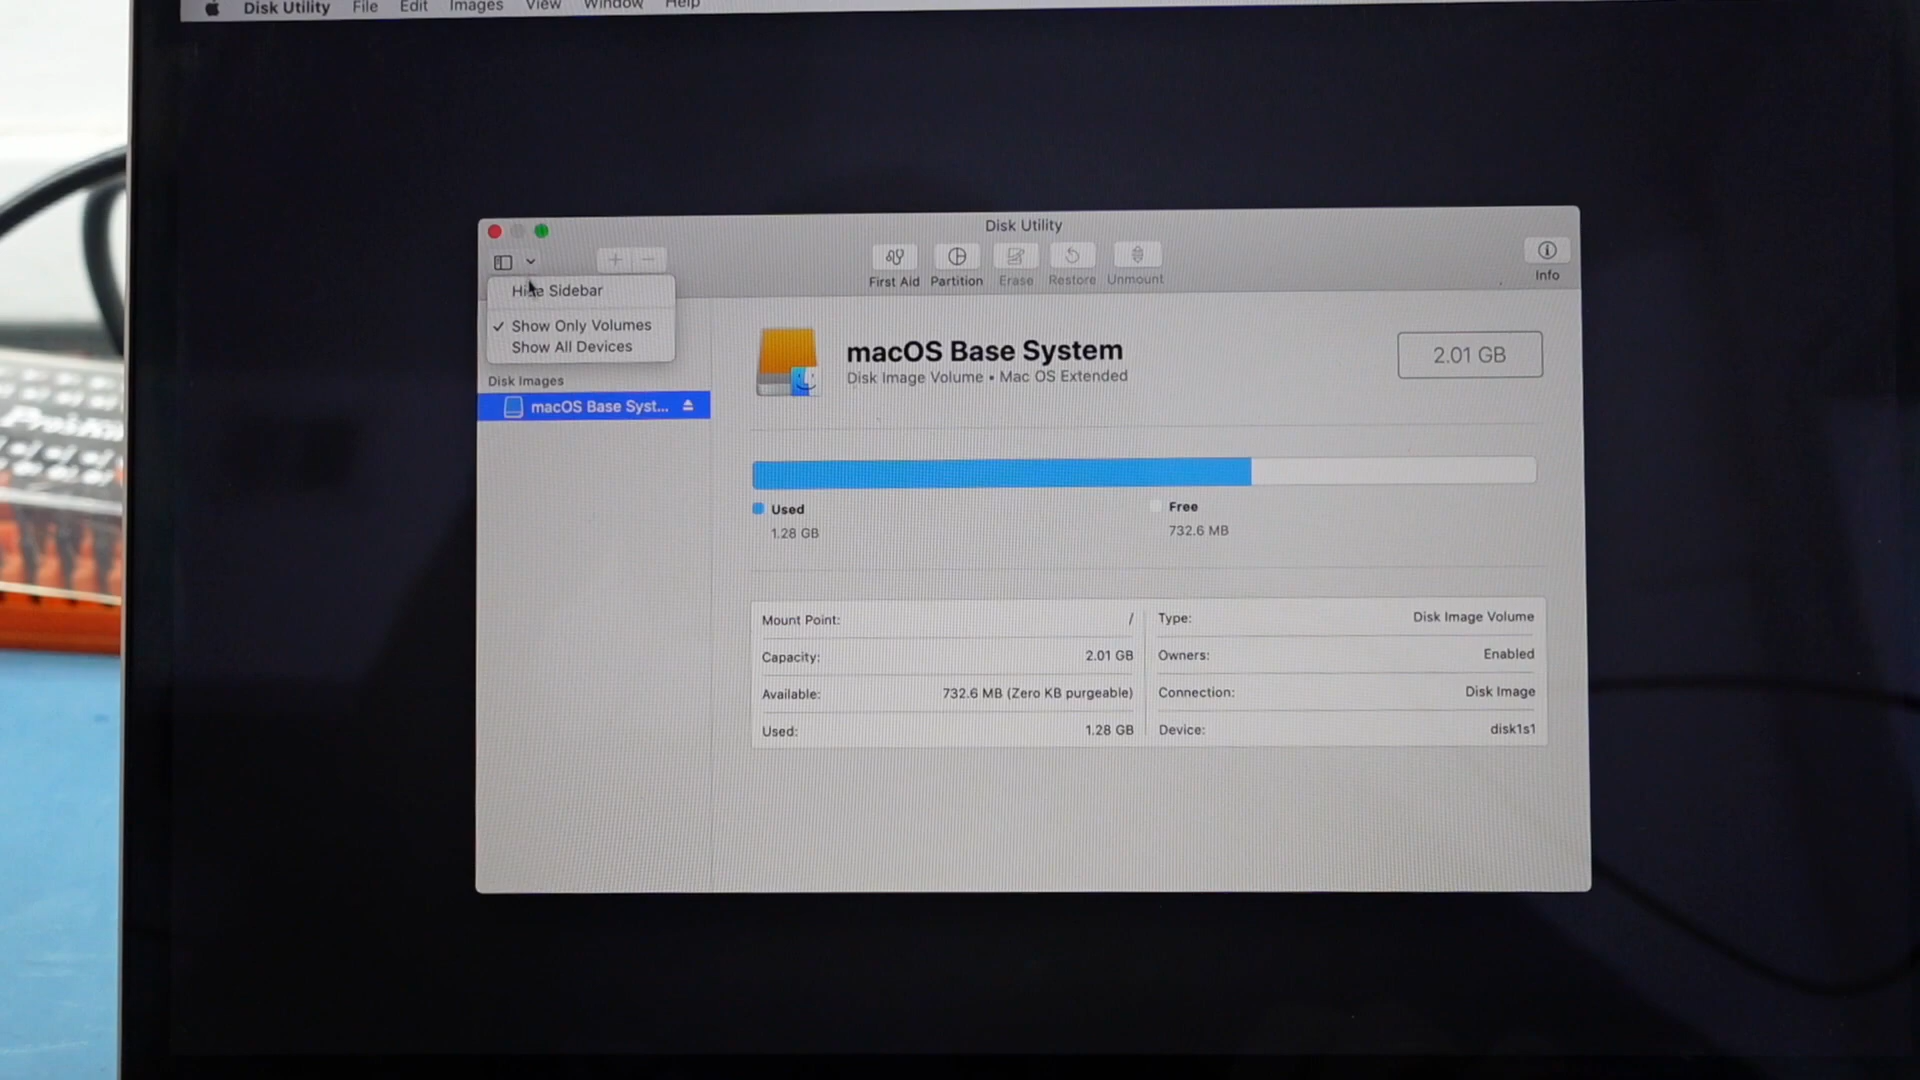 Disk Utility File Edit Images View Window Help
Disk Utility
First Aid Partition Erase Restore Unmount
Info
Hide Sidebar
✓ Show Only Volumes
Show All Devices
Disk Images
macOS Base Syst...
macOS Base System
Disk Image Volume • Mac OS Extended
2.01 GB
Used
1.28 GB
Free
732.6 MB
Mount Point: /
Capacity: 2.01 GB
Available: 732.6 MB (Zero KB purgeable)
Used: 1.28 GB
Type: Disk Image Volume
Owners: Enabled
Connection: Disk Image
Device: disk1s1